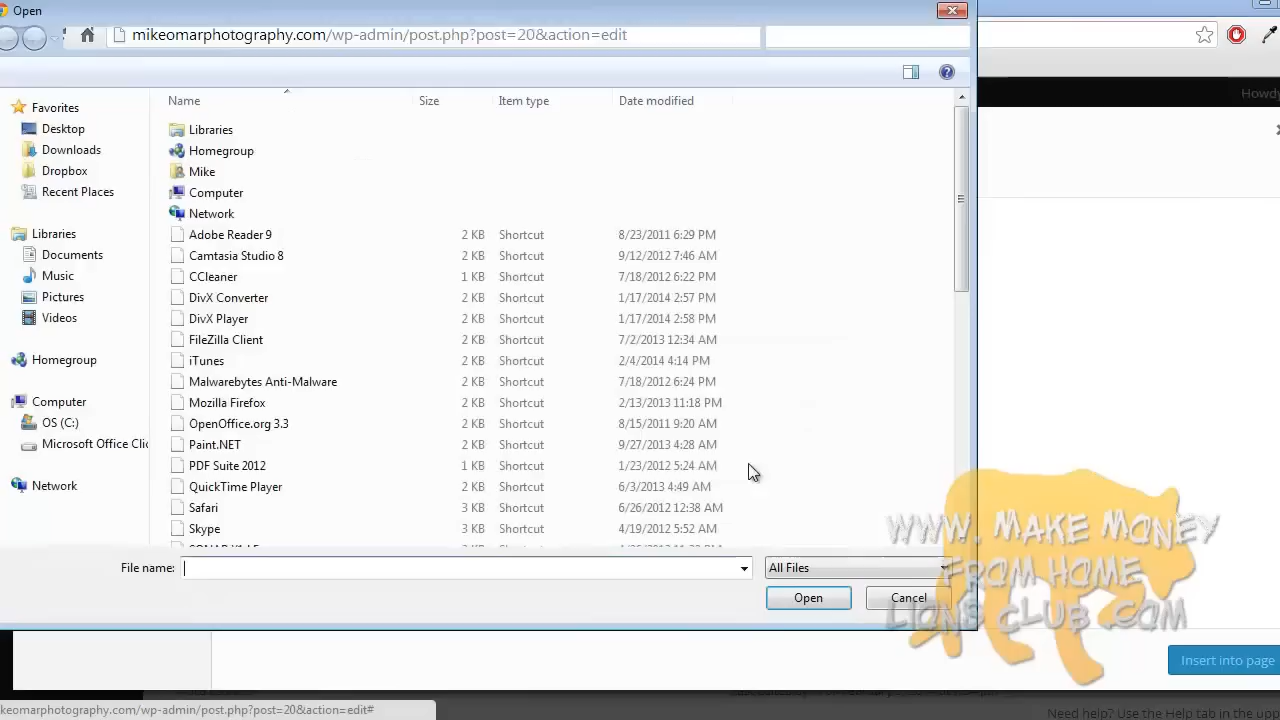 Open
mikeomarphotography.com/wp-admin/post.php?post=20&action=edit
Howdy
Name Size Item type Date modified
Favorites
Desktop
Downloads
Dropbox
Recent Places
Libraries
Documents
Music
Pictures
Videos
Homegroup
Computer
OS (C:)
Microsoft Office Clic
Network
Libraries
Homegroup
Mike
Computer
Network
Adobe Reader 9 2 KB Shortcut 8/23/2011 6:29 PM
Camtasia Studio 8 2 KB Shortcut 9/12/2012 7:46 AM
CCleaner 1 KB Shortcut 7/18/2012 6:22 PM
DivX Converter 2 KB Shortcut 1/17/2014 2:57 PM
DivX Player 2 KB Shortcut 1/17/2014 2:58 PM
FileZilla Client 2 KB Shortcut 7/2/2013 12:34 AM
iTunes 2 KB Shortcut 2/4/2014 4:14 PM
Malwarebytes Anti-Malware 2 KB Shortcut 7/18/2012 6:24 PM
Mozilla Firefox 2 KB Shortcut 2/13/2013 11:18 PM
OpenOffice.org 3.3 2 KB Shortcut 8/15/2011 9:20 AM
Paint.NET 2 KB Shortcut 9/27/2013 4:28 AM
PDF Suite 2012 1 KB Shortcut 1/23/2012 5:24 AM
QuickTime Player 2 KB Shortcut 6/3/2013 4:49 AM
Safari 3 KB Shortcut 6/26/2012 12:38 AM
Skype 3 KB Shortcut 4/19/2012 5:52 AM
File name: All Files
Open Cancel
WWW. MAKE MONEY
FROM HOME
LIONS CLUB .COM
Insert into page
keomarphotography.com/wp-admin/post.php?post=20&action=edit#
Need help? Use the Help tab in the upp